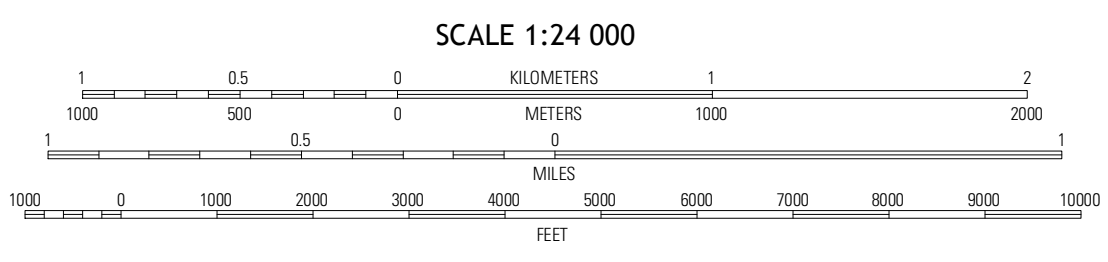 SCALE 1:24 000
1 0.5 0 KILOMETERS 1 2
1000 500 0 METERS 1000 2000
1 0.5 0 1
MILES
1000 0 1000 2000 3000 4000 5000 6000 7000 8000 9000 10000
FEET